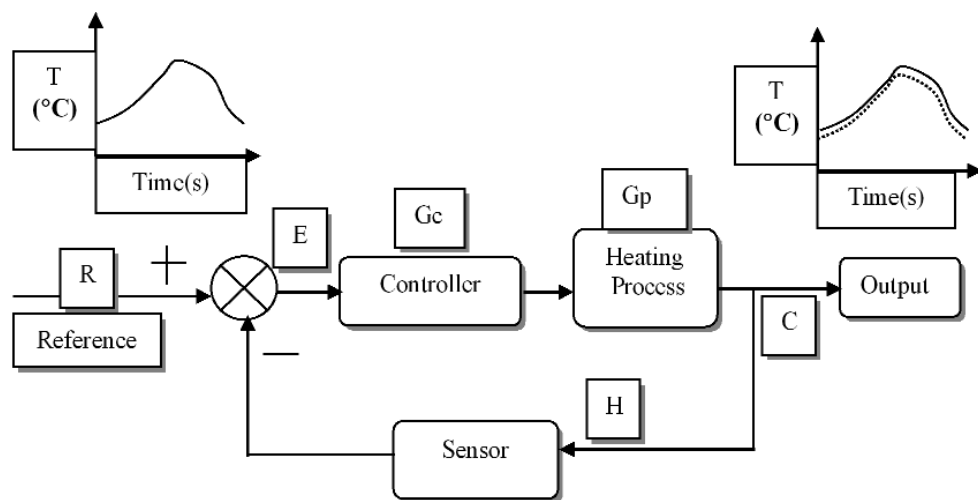 T
(°C)
Time(s)
T
(°C)
Time(s)
Gc
Gp
E
R
+
Controller
Heating
Process
Output
Reference
—
C
H
Sensor